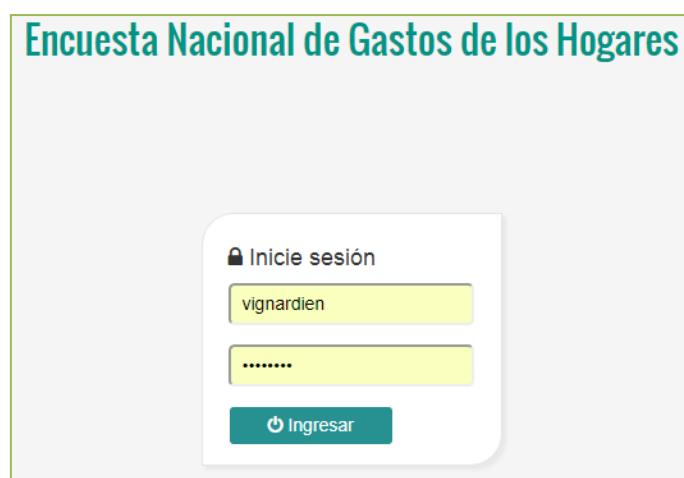 Encuesta Nacional de Gastos de los Hogares
Inicie sesión
vignardien
••••••••
Ingresar